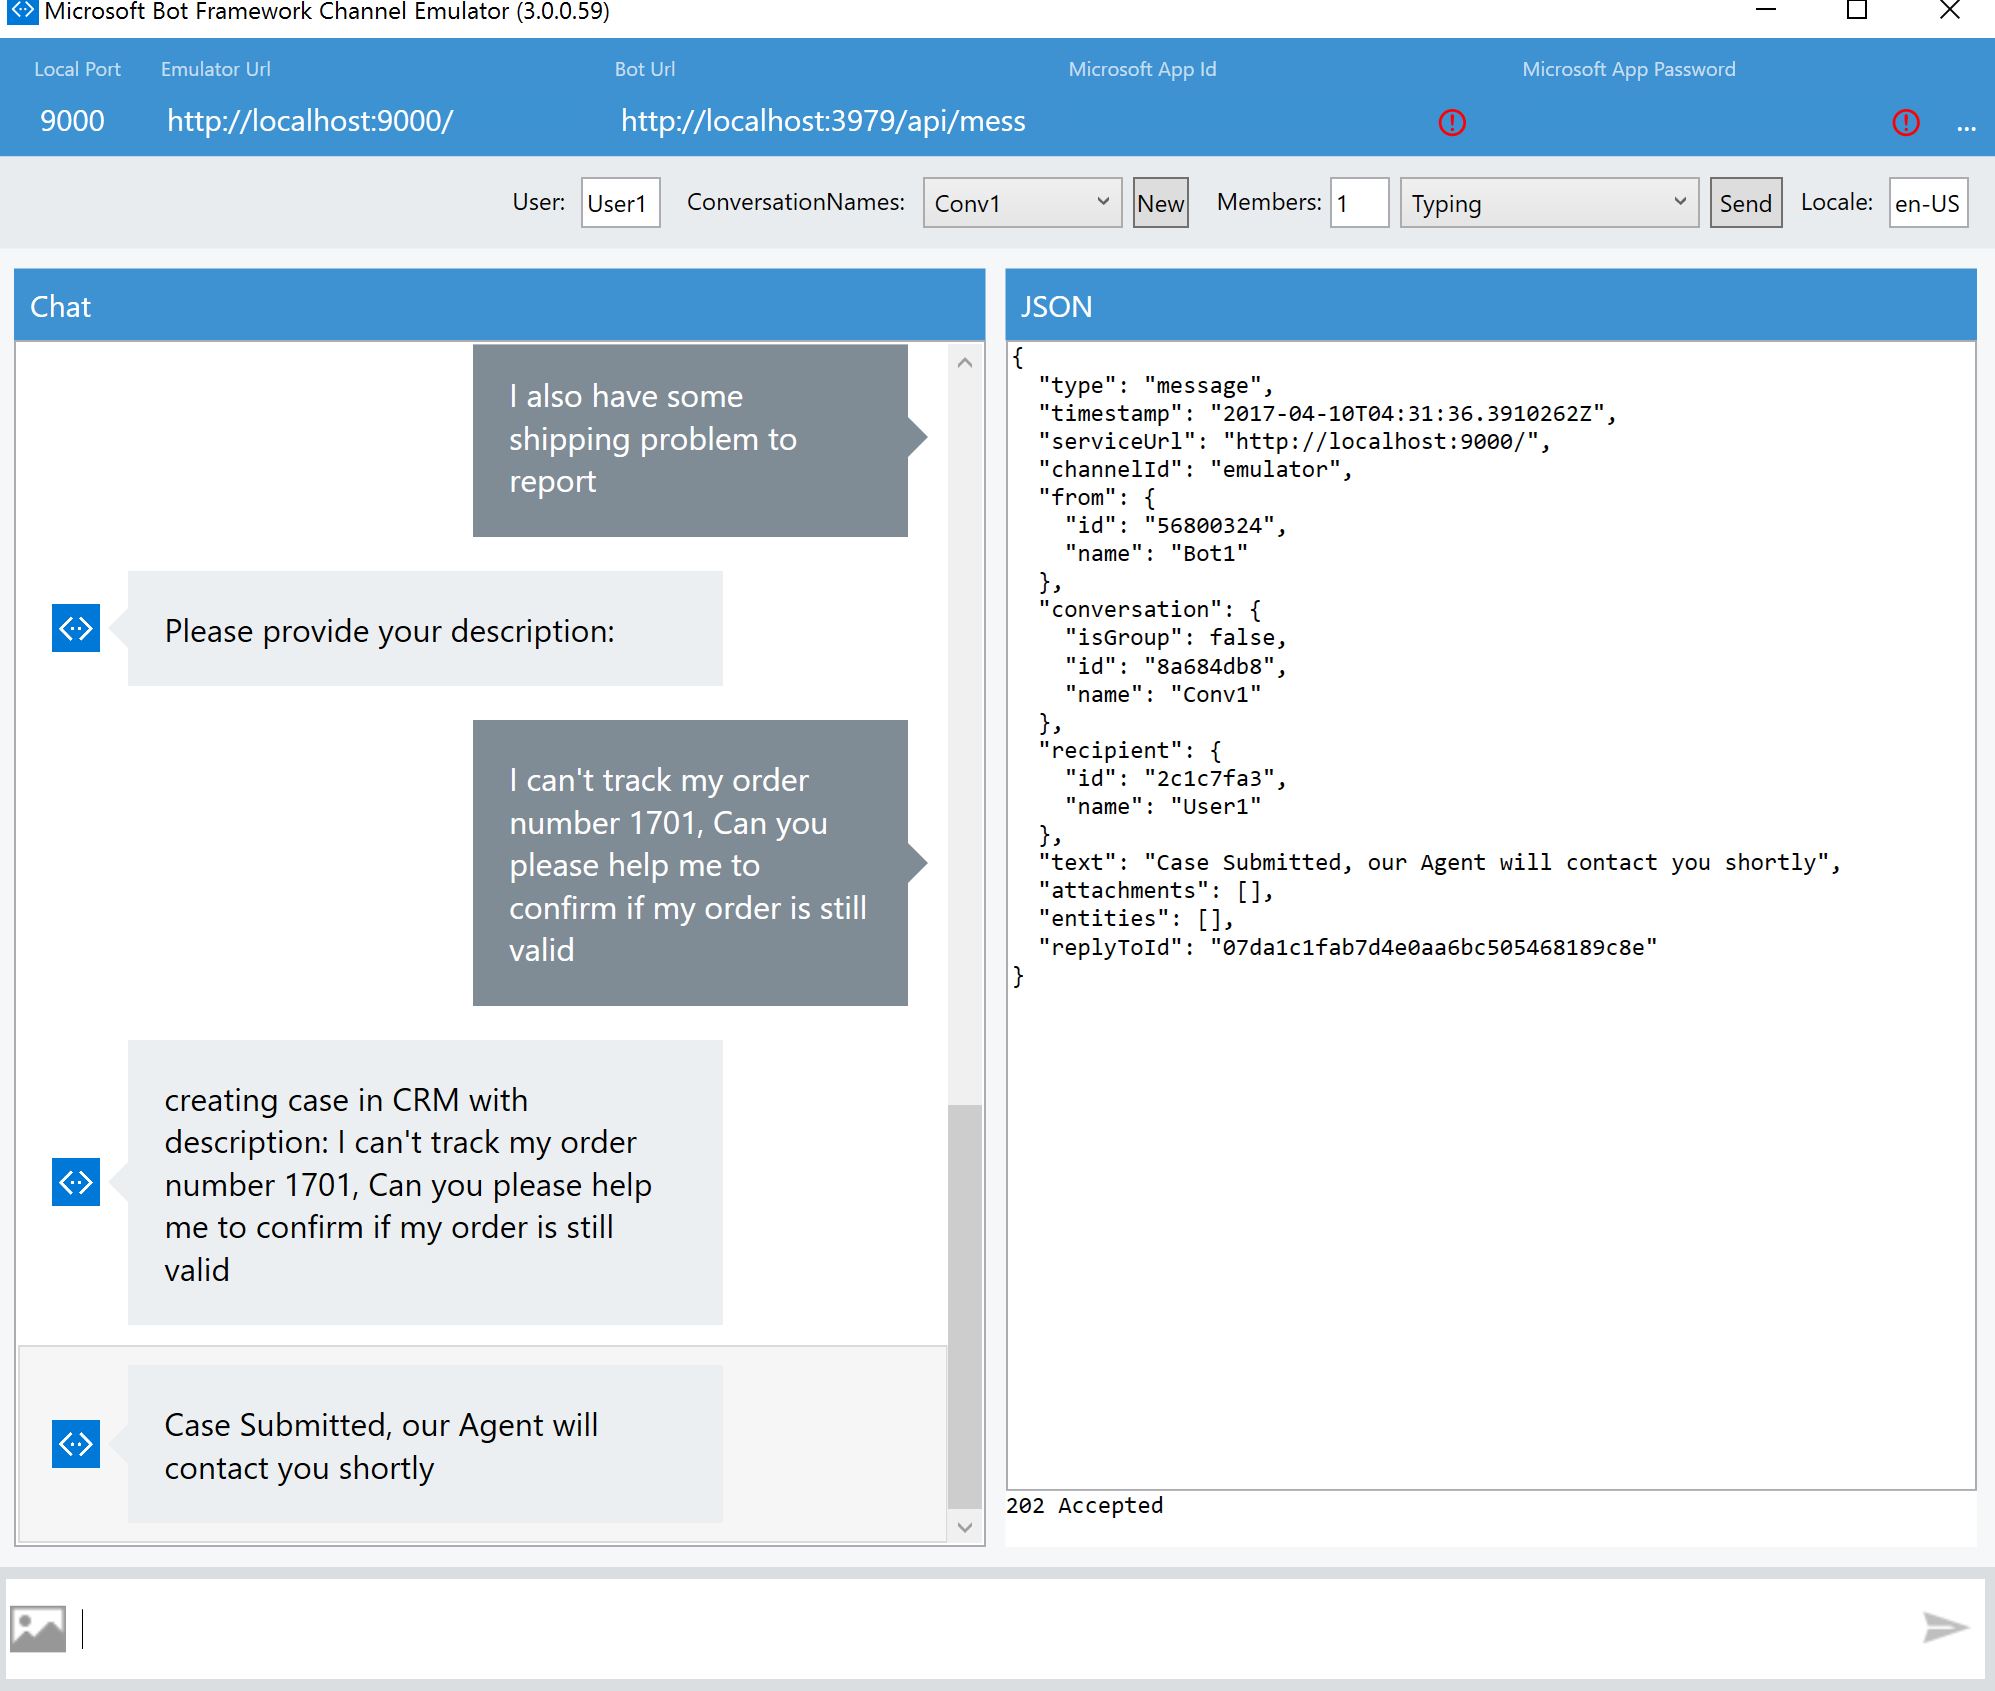 Microsoft Bot Framework Channel Emulator (3.0.0.59)
Local Port Emulator Url Bot Url Microsoft App Id Microsoft App Password
9000 http://localhost:9000/ http://localhost:3979/api/mess ...
User: User1 ConversationNames: Conv1 New Members: 1 Typing Send Locale: en-US
Chat
I also have some
shipping problem to
report
Please provide your description:
I can't track my order
number 1701, Can you
please help me to
confirm if my order is still
valid
creating case in CRM with
description: I can't track my order
number 1701, Can you please help
me to confirm if my order is still
valid
Case Submitted, our Agent will
contact you shortly
JSON
{
  "type": "message",
  "timestamp": "2017-04-10T04:31:36.3910262Z",
  "serviceUrl": "http://localhost:9000/",
  "channelId": "emulator",
  "from": {
    "id": "56800324",
    "name": "Bot1"
  },
  "conversation": {
    "isGroup": false,
    "id": "8a684db8",
    "name": "Conv1"
  },
  "recipient": {
    "id": "2c1c7fa3",
    "name": "User1"
  },
  "text": "Case Submitted, our Agent will contact you shortly",
  "attachments": [],
  "entities": [],
  "replyToId": "07da1c1fab7d4e0aa6bc505468189c8e"
}
202 Accepted